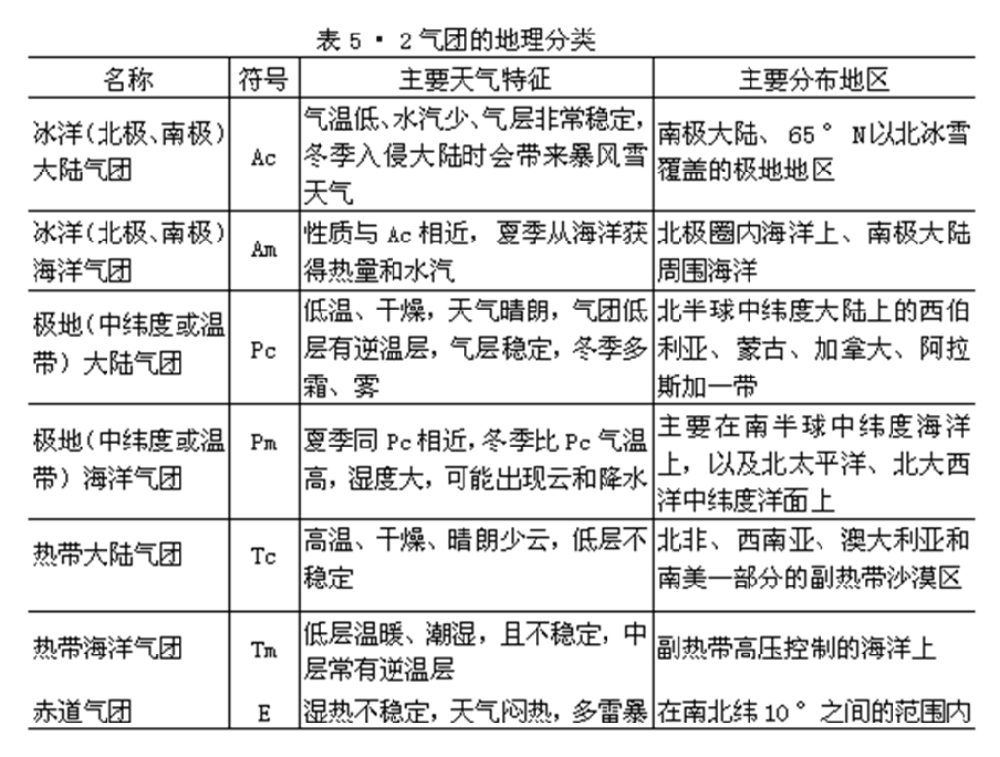 表 5·2 气团的地理分类
名称 符号 主要天气特征 主要分布地区
冰洋(北极、南极)
大陆气团
Ac
气温低、水汽少、气层非常稳定,
冬季入侵大陆时会带来暴风雪
天气
南极大陆、 65° N以北冰雪
覆盖的极地地区
冰洋(北极、南极)
海洋气团
Am
性质与 Ac 相近, 夏季从海洋获
得热量和水汽
北极圈内海洋上、南极大陆
周围海洋
极地(中纬度或温
带) 大陆气团
Pc
低温、干燥, 天气晴朗, 气团低
层有逆温层, 气层稳定, 冬季多
霜、雾
北半球中纬度大陆上的西伯
利亚、蒙古、加拿大、阿拉
斯加一带
极地(中纬度或温
带) 海洋气团
Pm
夏季同 Pc 相近, 冬季比 Pc 气温
高, 湿度大, 可能出现云和降水
主要在南半球中纬度海洋
上, 以及北太平洋、北大西
洋中纬度洋面上
热带大陆气团
Tc
高温、干燥、晴朗少云, 低层不
稳定
北非、西南亚、澳大利亚和
南美一部分的副热带沙漠区
热带海洋气团
Tm
低层温暖、潮湿, 且不稳定, 中
层常有逆温层
副热带高压控制的海洋上
赤道气团
E
湿热不稳定, 天气闷热, 多雷暴
在南北纬 10° 之间的范围内